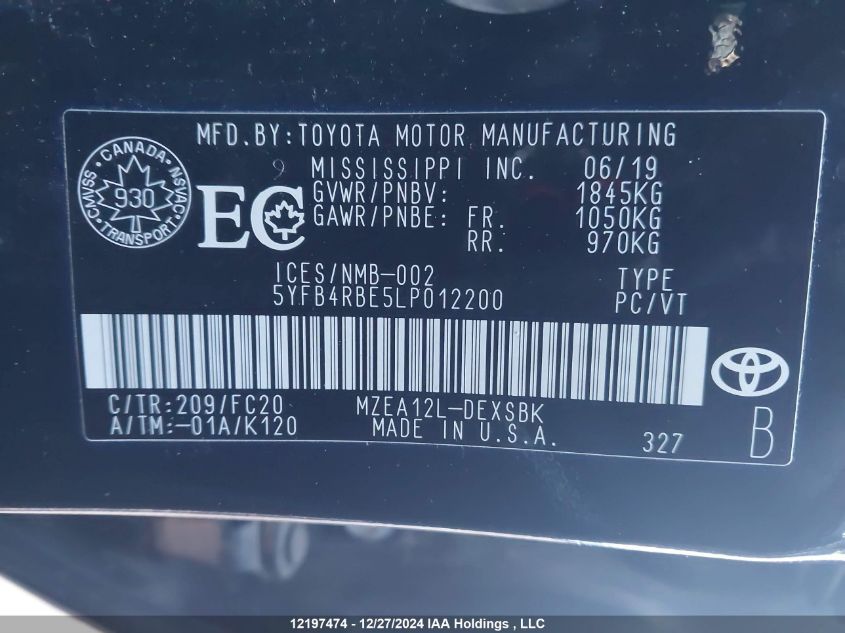 MFD.BY:TOYOTA MOTOR MANUFACTURING
9 MISSISSIPPI INC. 06/19
CANADA
CMVSS 930 NSVAC
TRANSPORT
EC
GVWR/PNBV: 1845KG
GAWR/PNBE: FR. 1050KG
RR. 970KG
ICES/NMB-002 TYPE
5YFB4RBE5LP012200 PC/VT
C/TR:209/FC20 MZEA12L-DEXSBK
A/TM:-01A/K120 MADE IN U.S.A. 327 B
12197474 - 12/27/2024 IAA Holdings , LLC